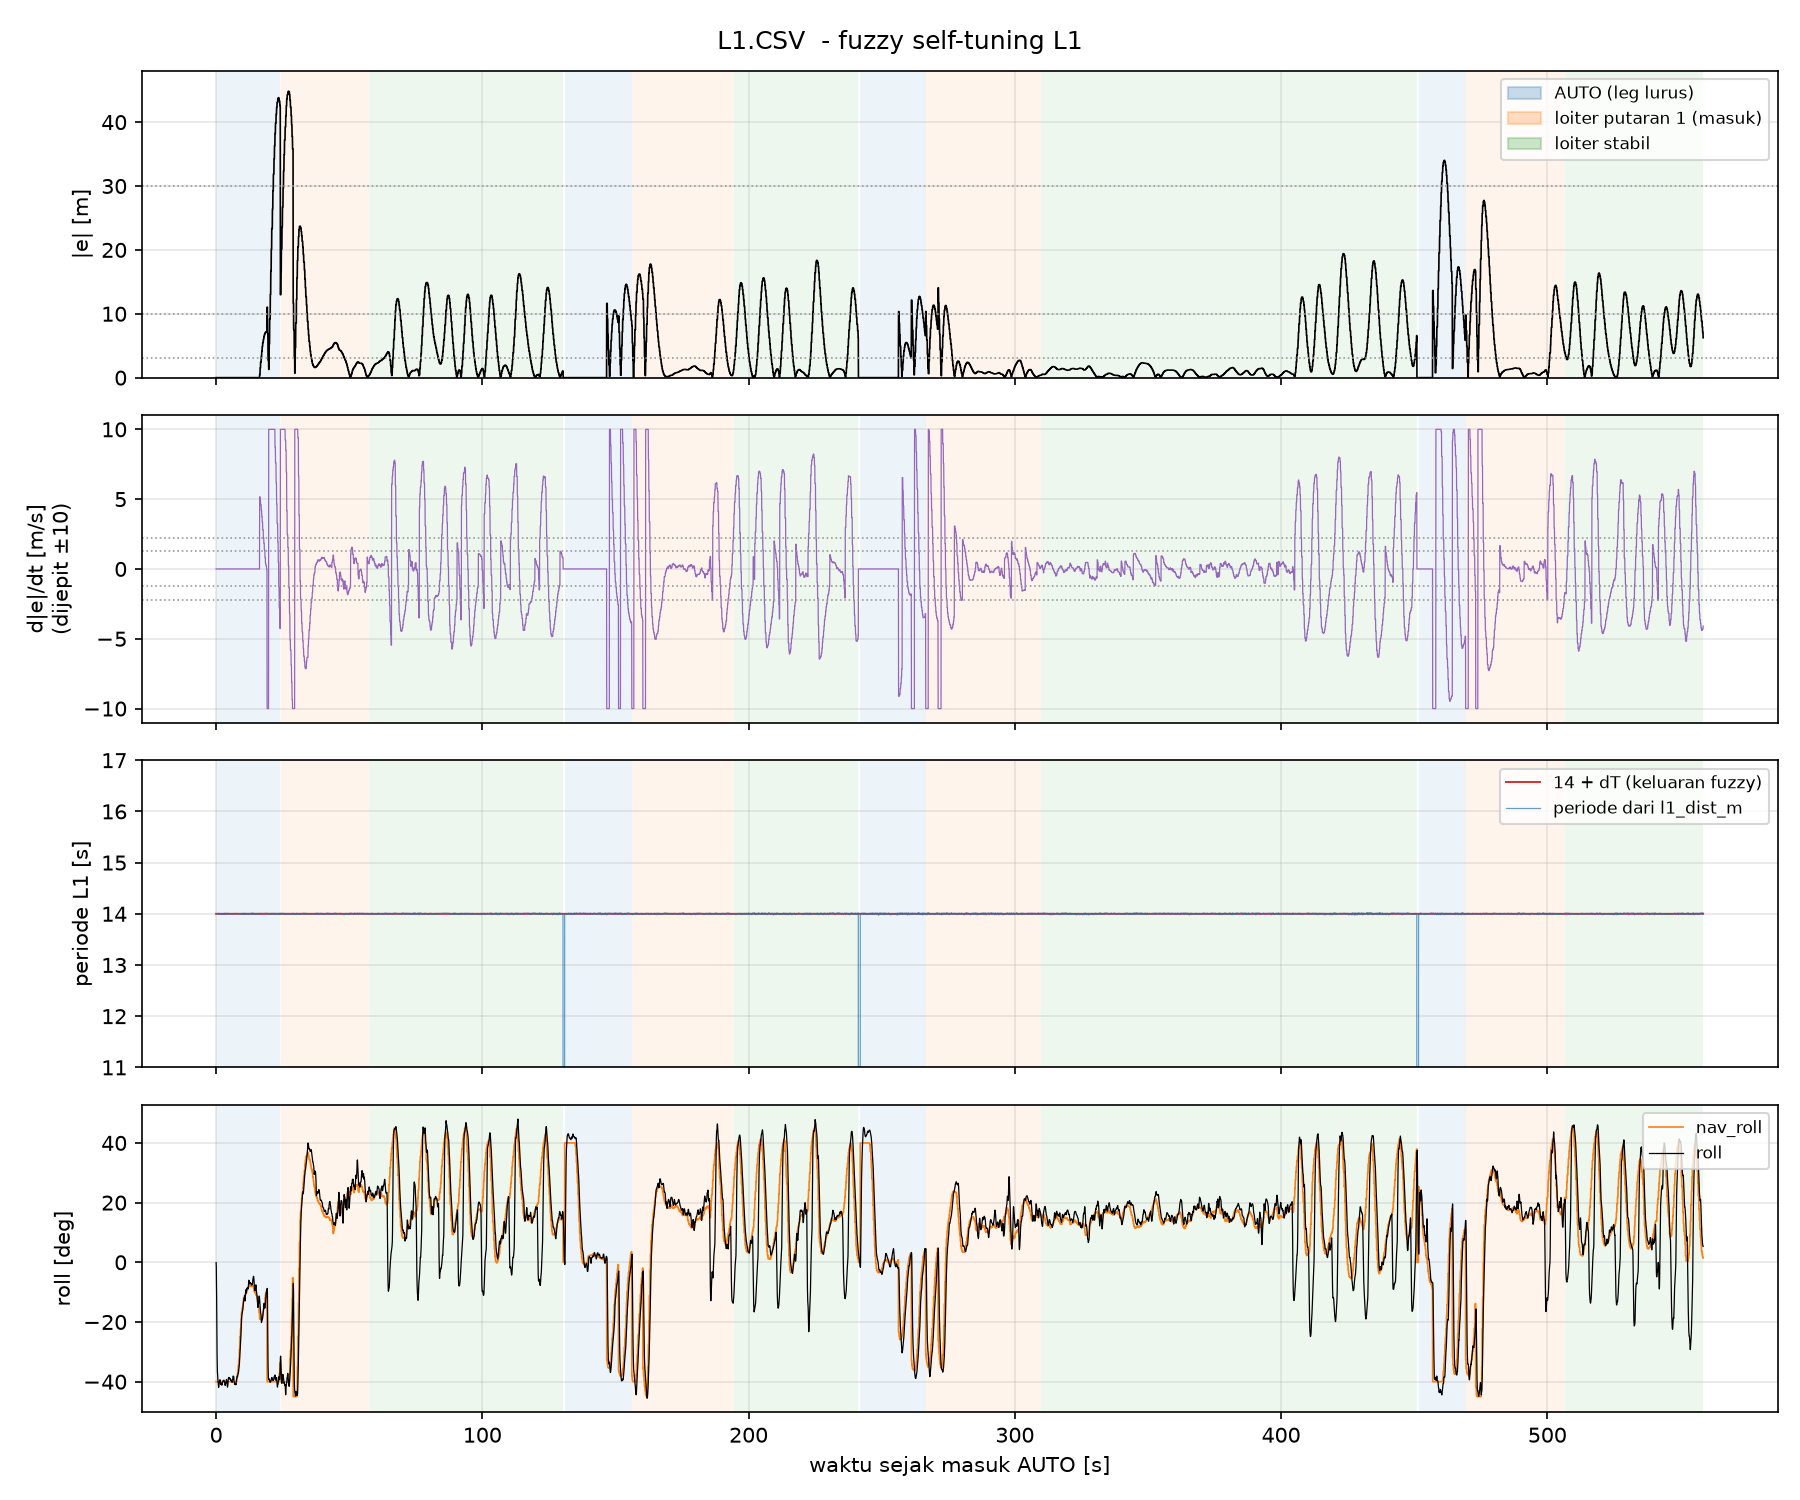 L1.CSV - fuzzy self-tuning L1
|e| [m]
40
30
20
10
0
AUTO (leg lurus)
loiter putaran 1 (masuk)
loiter stabil
d|e|/dt [m/s]
(dijepit ±10)
10
5
0
−5
−10
periode L1 [s]
17
16
15
14
13
12
11
14 + dT (keluaran fuzzy)
periode dari l1_dist_m
roll [deg]
40
20
0
−20
−40
nav_roll
roll
0 100 200 300 400 500
waktu sejak masuk AUTO [s]